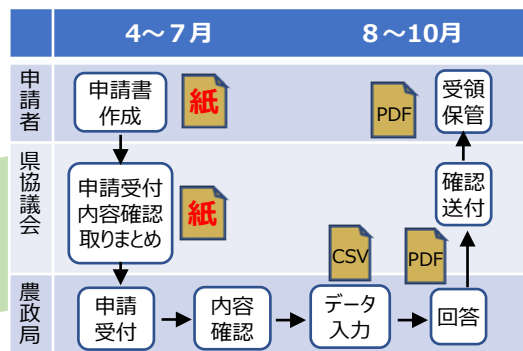 4～7月
8～10月
申請者
申請書
作成
紙
PDF
受領
保管
県協議会
申請受付
内容確認
取りまとめ
紙
確認
送付
CSV
PDF
農政局
申請
受付
内容
確認
データ
入力
回答